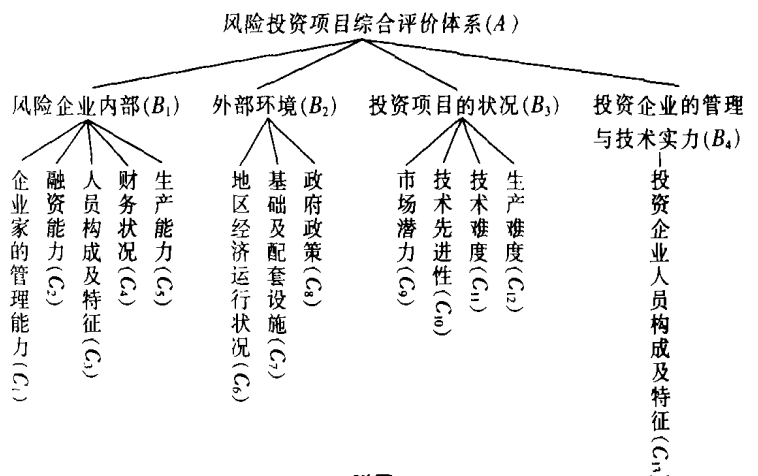 风险投资项目综合评价体系(A)
风险企业内部(B₁)
外部环境(B₂)
投资项目的状况(B₃)
投资企业的管理
与技术实力(B₄)
企业家的管理能力(C₁)
融资能力(C₂)
人员构成及特征(C₃)
财务状况(C₄)
生产能力(C₅)
地区经济运行状况(C₆)
基础及配套设施(C₇)
政府政策(C₈)
市场潜力(C₉)
技术先进性(C₁₀)
技术难度(C₁₁)
生产难度(C₁₂)
投资企业人员构成及特征(C₁₃